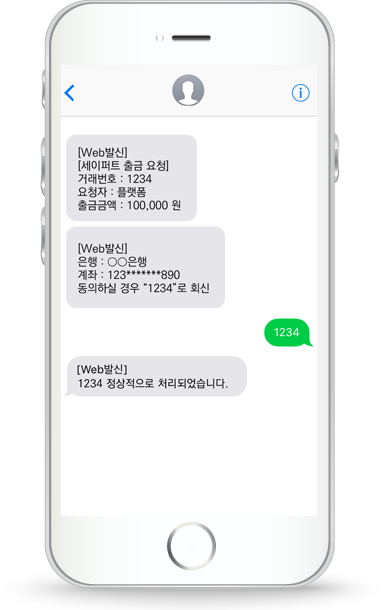 [Web발신]
[세이퍼트 출금 요청]
거래번호 : 1234
요청자 : 플랫폼
출금금액 : 100,000 원
[Web발신]
은행 : ○○은행
계좌 : 123*******890
동의하실 경우 “1234”로 회신
1234
[Web발신]
1234 정상적으로 처리되었습니다.